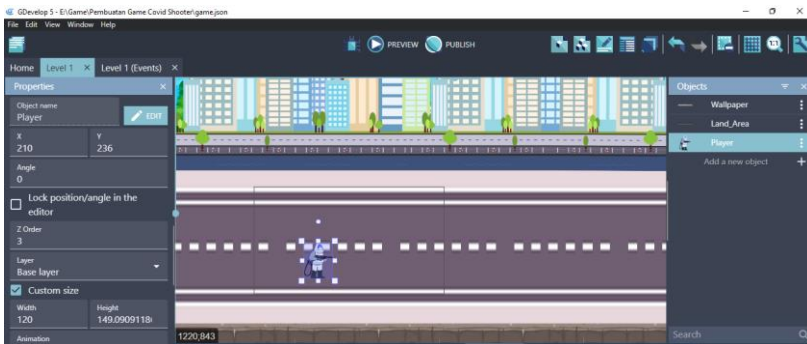 GDevelop 5 - E:\Game\Pembuatan Game Covid Shooter\game.json
File Edit View Window Help
PREVIEW PUBLISH
Home Level 1 × Level 1 (Events) ×
Properties ×
Object name
Player
EDIT
X Y
210 236
Angle
0
Lock position/angle in the
editor
Z Order
3
Layer
Base layer
Custom size
Width Height
120 149.0909118
Animation
1220;843
Objects
Wallpaper
Land_Area
Player
Add a new object
Search